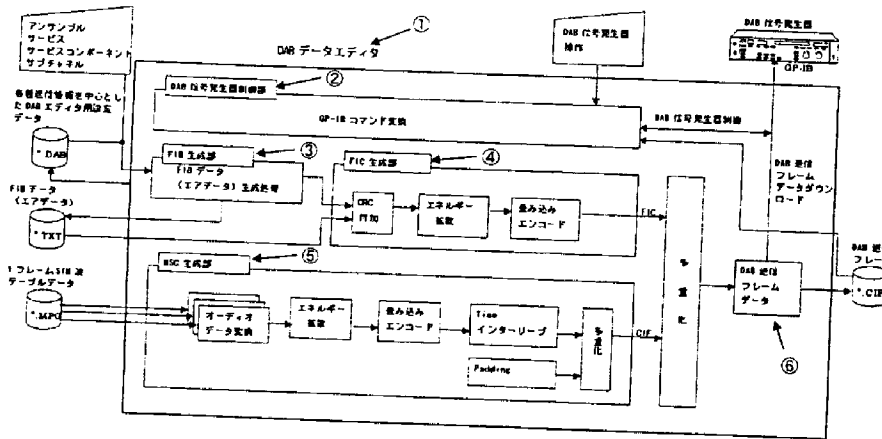 アンサンブル
サービス
サービスコンポーネント
サブチャネル
DAB データエディタ
①
DAB 信号発生器
操作
DAB 信号発生器
GP-IB
DAB 信号発生器制御部
②
GP-IB コマンド変換
DAB 信号発生器制御
DAB 送信
フレーム
データダウン
ロード
各種送信情報を中心とし
た DAB エディタ用設定
データ
*.DAB
FIB データ
(エアデータ)
*.TXT
FIB 生成部
③
FIB データ
(エアデータ) 生成処理
FIC 生成部
④
CRC
付加
エネルギー
拡散
畳み込み
エンコード
FIC
MSC 生成部
⑤
1 フレーム SIN 波
テーブルデータ
オーディオ
データ変換
エネルギー
拡散
畳み込み
エンコード
Time
インターリーブ
Padding
多重化
CIF
多重化
DAB 送信
フレーム
データ
⑥
DAB 送
フレー
*.CIF